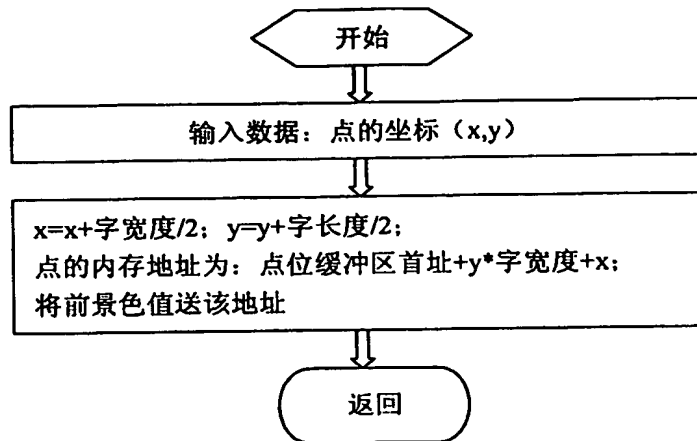 开始
输入数据：点的坐标（x,y）
x=x+字宽度/2；y=y+字长度/2；
点的内存地址为：点位缓冲区首址+y*字宽度+x；
将前景色值送该地址
返回